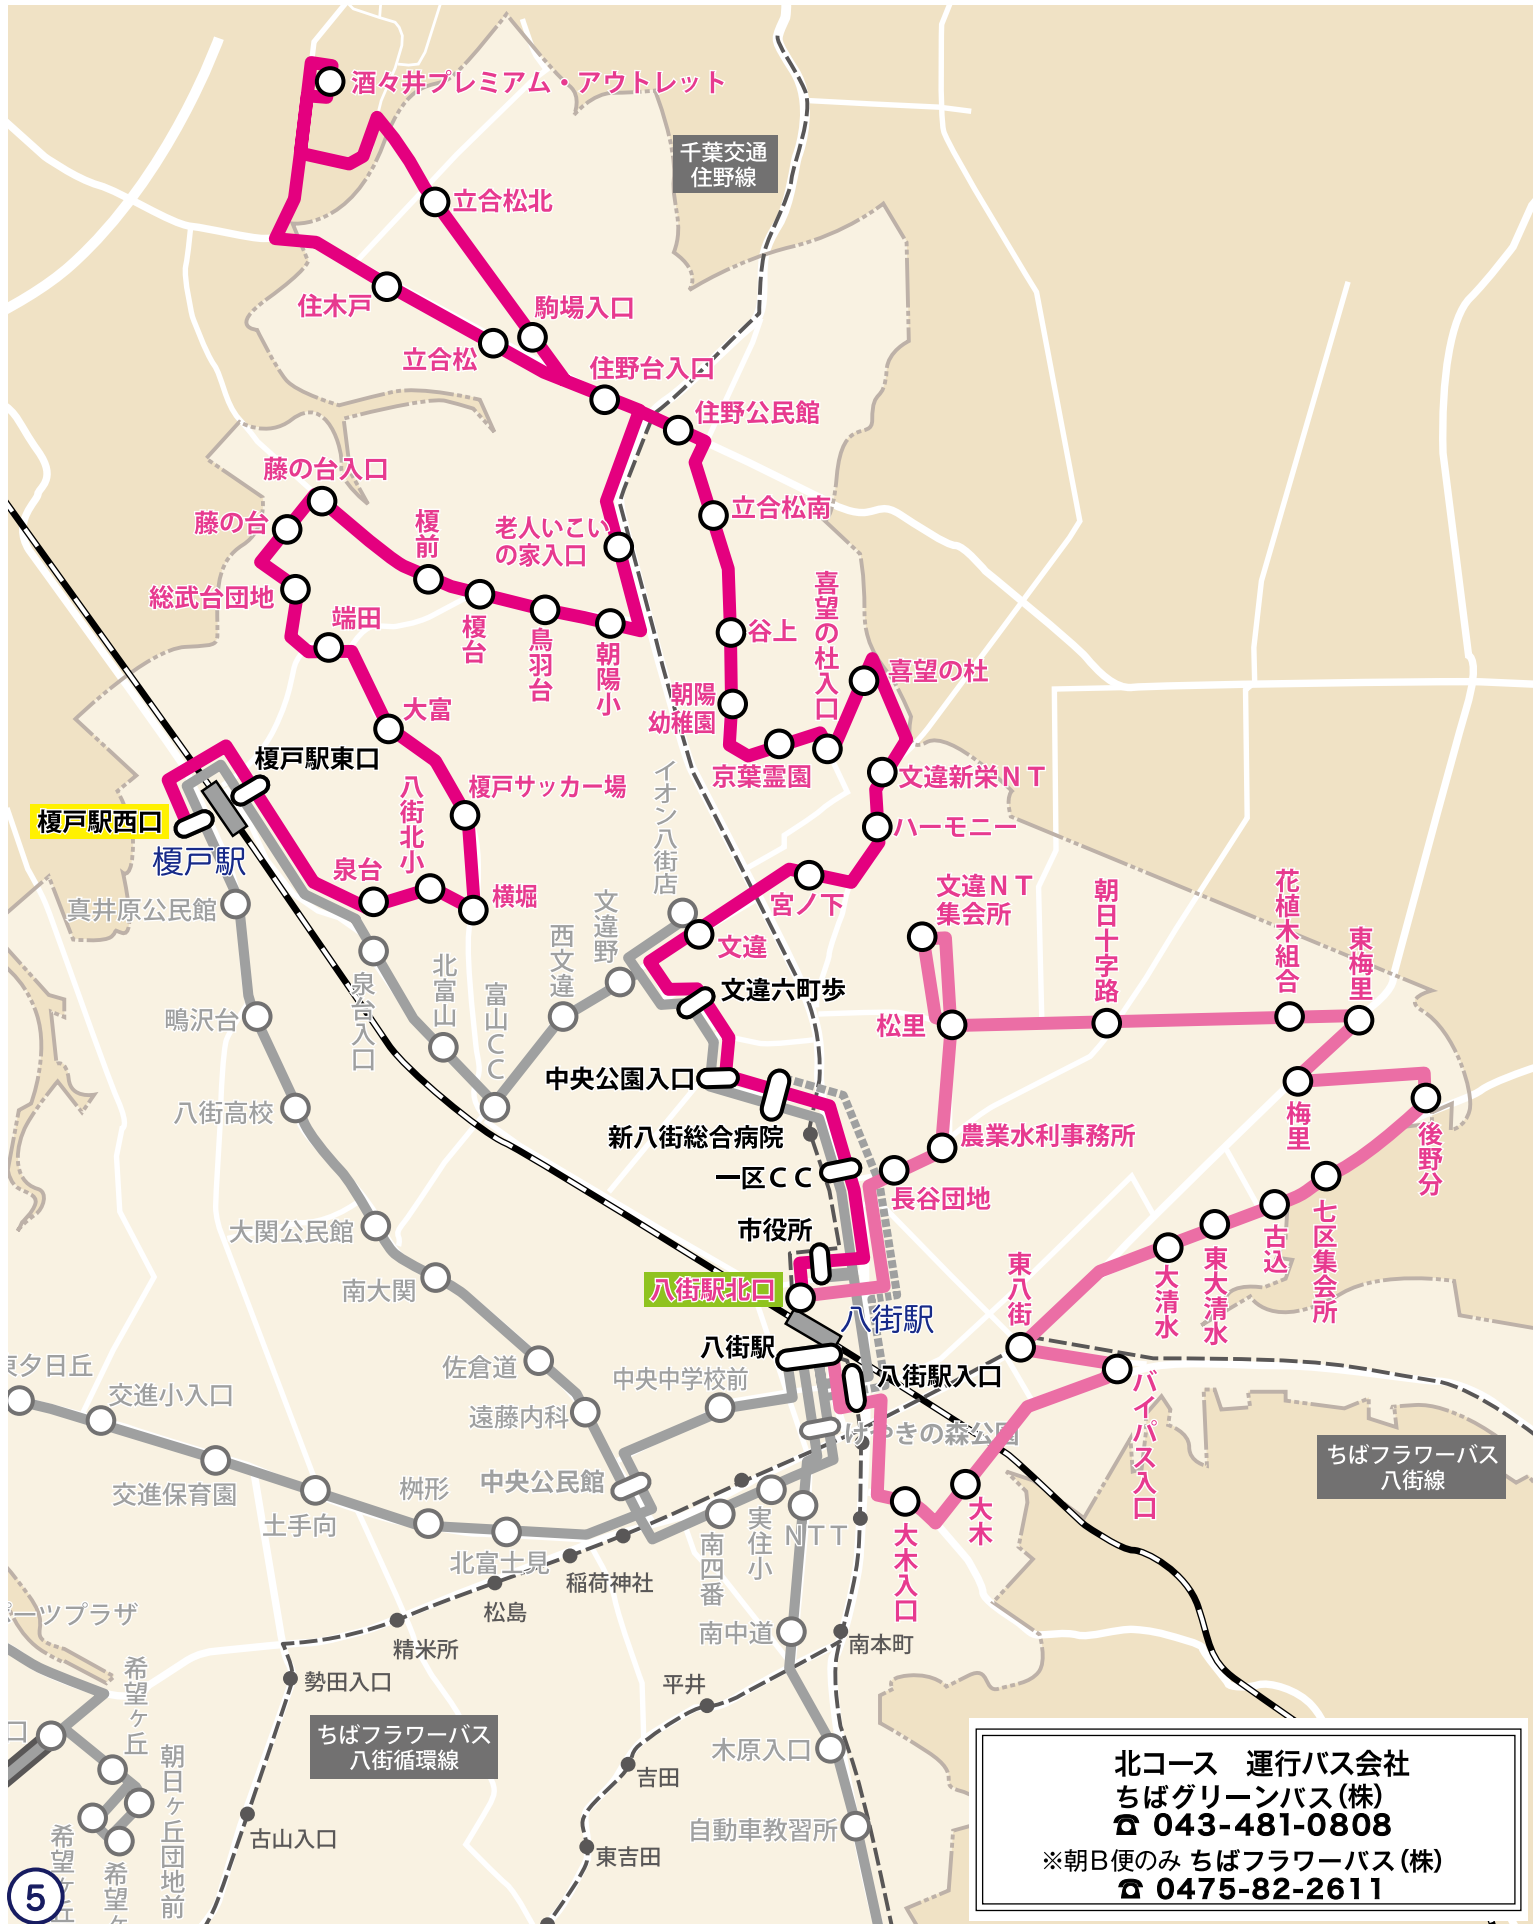 酒々井プレミアム・アウトレット
千葉交通
住野線
立合松北
住木戸
駒場入口
立合松
住野台入口
住野公民館
藤の台入口
藤の台
榎前
老人いこい
の家入口
立合松南
総武台団地
端田
榎台
鳥羽台
朝陽小
谷上
喜望の杜入口
喜望の杜
朝陽
幼稚園
大富
京葉霊園
文違新栄ＮＴ
榎戸駅東口
榎戸サッカー場
八街北小
イオン八街店
ハーモニー
榎戸駅西口
榎戸駅
泉台
横堀
宮ノ下
文違ＮＴ
集会所
朝日十字路
花植木組合
東梅里
真井原公民館
文違野
西文違
文違
北富山
富山ＣＣ
泉台入口
文違六町歩
鴫沢台
松里
中央公園入口
梅里
後野分
八街高校
新八街総合病院
農業水利事務所
一区ＣＣ
長谷団地
大関公民館
市役所
七区集会所
古込
東大清水
大清水
東八街
南大関
八街駅北口
八街駅
八街駅
八街駅入口
佐倉道
中央中学校前
バイパス入口
東夕日丘
交進小入口
遠藤内科
けやきの森公園
ちばフラワーバス
八街線
中央公民館
交進保育園
桝形
土手向
北富士見
南四番
実住小
ＮＴＴ
大木
大木入口
稲荷神社
松島
精米所
南中道
南本町
ポーツプラザ
勢田入口
平井
希望ヶ丘
ちばフラワーバス
八街循環線
口
木原入口
吉田
朝日ヶ丘団地前
古山入口
自動車教習所
東吉田
希望ヶ丘
希望ヶ
北コース　運行バス会社
ちばグリーンバス(株)
☎ 043-481-0808
※朝Ｂ便のみ ちばフラワーバス(株)
☎ 0475-82-2611
5